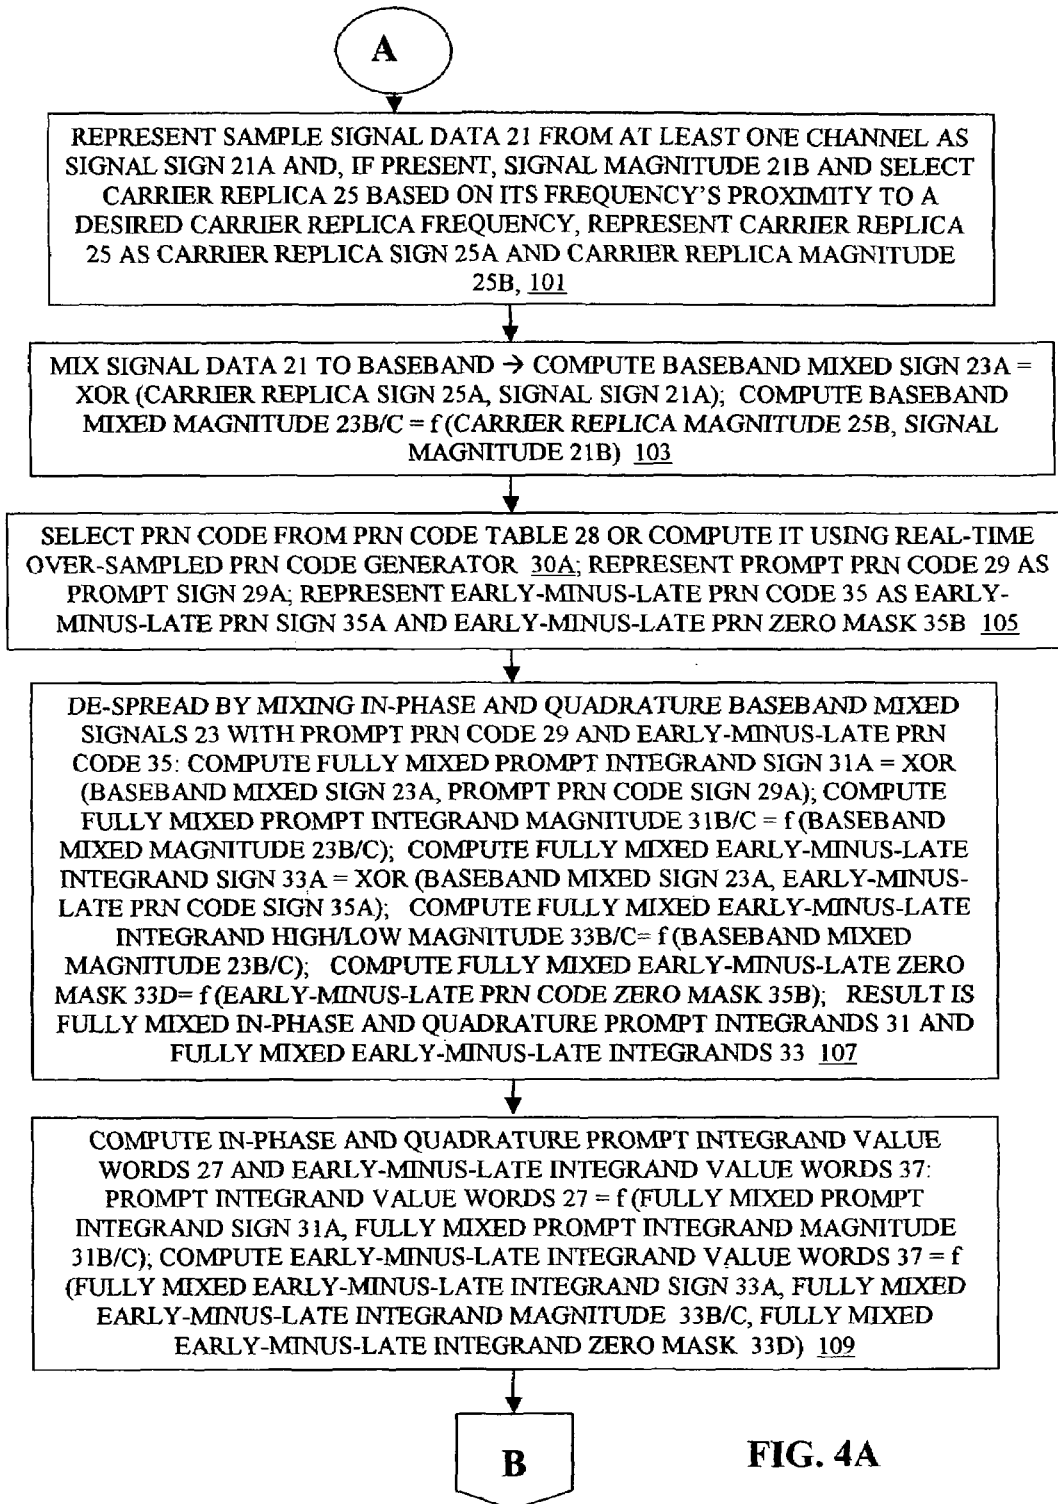 A
REPRESENT SAMPLE SIGNAL DATA 21 FROM AT LEAST ONE CHANNEL AS
SIGNAL SIGN 21A AND, IF PRESENT, SIGNAL MAGNITUDE 21B AND SELECT
CARRIER REPLICA 25 BASED ON ITS FREQUENCY'S PROXIMITY TO A
DESIRED CARRIER REPLICA FREQUENCY, REPRESENT CARRIER REPLICA
25 AS CARRIER REPLICA SIGN 25A AND CARRIER REPLICA MAGNITUDE
25B, 101
MIX SIGNAL DATA 21 TO BASEBAND → COMPUTE BASEBAND MIXED SIGN 23A =
XOR (CARRIER REPLICA SIGN 25A, SIGNAL SIGN 21A); COMPUTE BASEBAND
MIXED MAGNITUDE 23B/C = f (CARRIER REPLICA MAGNITUDE 25B, SIGNAL
MAGNITUDE 21B) 103
SELECT PRN CODE FROM PRN CODE TABLE 28 OR COMPUTE IT USING REAL-TIME
OVER-SAMPLED PRN CODE GENERATOR 30A; REPRESENT PROMPT PRN CODE 29 AS
PROMPT SIGN 29A; REPRESENT EARLY-MINUS-LATE PRN CODE 35 AS EARLY-
MINUS-LATE PRN SIGN 35A AND EARLY-MINUS-LATE PRN ZERO MASK 35B 105
DE-SPREAD BY MIXING IN-PHASE AND QUADRATURE BASEBAND MIXED
SIGNALS 23 WITH PROMPT PRN CODE 29 AND EARLY-MINUS-LATE PRN
CODE 35: COMPUTE FULLY MIXED PROMPT INTEGRAND SIGN 31A = XOR
(BASEBAND MIXED SIGN 23A, PROMPT PRN CODE SIGN 29A); COMPUTE
FULLY MIXED PROMPT INTEGRAND MAGNITUDE 31B/C = f (BASEBAND
MIXED MAGNITUDE 23B/C); COMPUTE FULLY MIXED EARLY-MINUS-LATE
INTEGRAND SIGN 33A = XOR (BASEBAND MIXED SIGN 23A, EARLY-MINUS-
LATE PRN CODE SIGN 35A); COMPUTE FULLY MIXED EARLY-MINUS-LATE
INTEGRAND HIGH/LOW MAGNITUDE 33B/C= f (BASEBAND MIXED
MAGNITUDE 23B/C); COMPUTE FULLY MIXED EARLY-MINUS-LATE ZERO
MASK 33D= f (EARLY-MINUS-LATE PRN CODE ZERO MASK 35B); RESULT IS
FULLY MIXED IN-PHASE AND QUADRATURE PROMPT INTEGRANDS 31 AND
FULLY MIXED EARLY-MINUS-LATE INTEGRANDS 33 107
COMPUTE IN-PHASE AND QUADRATURE PROMPT INTEGRAND VALUE
WORDS 27 AND EARLY-MINUS-LATE INTEGRAND VALUE WORDS 37:
PROMPT INTEGRAND VALUE WORDS 27 = f (FULLY MIXED PROMPT
INTEGRAND SIGN 31A, FULLY MIXED PROMPT INTEGRAND MAGNITUDE
31B/C); COMPUTE EARLY-MINUS-LATE INTEGRAND VALUE WORDS 37 = f
(FULLY MIXED EARLY-MINUS-LATE INTEGRAND SIGN 33A, FULLY MIXED
EARLY-MINUS-LATE INTEGRAND MAGNITUDE 33B/C, FULLY MIXED
EARLY-MINUS-LATE INTEGRAND ZERO MASK 33D) 109
B
FIG. 4A